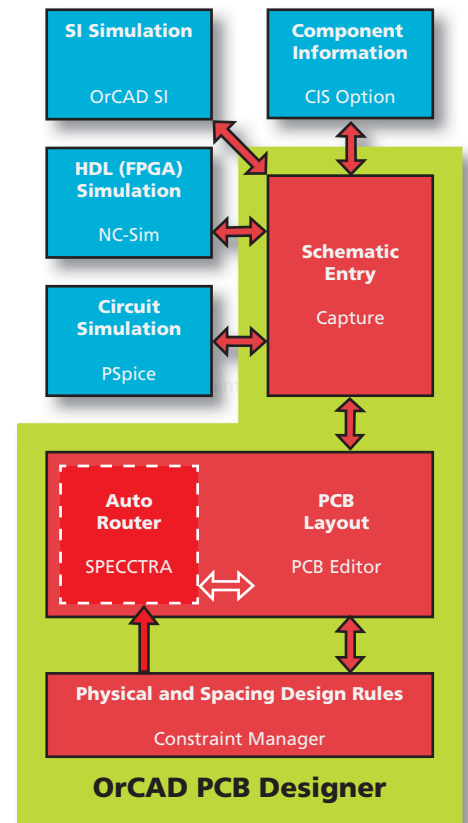 SI Simulation
OrCAD SI
Component
Information
CIS Option
HDL (FPGA)
Simulation
NC-Sim
Schematic
Entry
Capture
Circuit
Simulation
PSpice
Auto
Router
SPECCTRA
PCB
Layout
PCB Editor
Physical and Spacing Design Rules
Constraint Manager
OrCAD PCB Designer